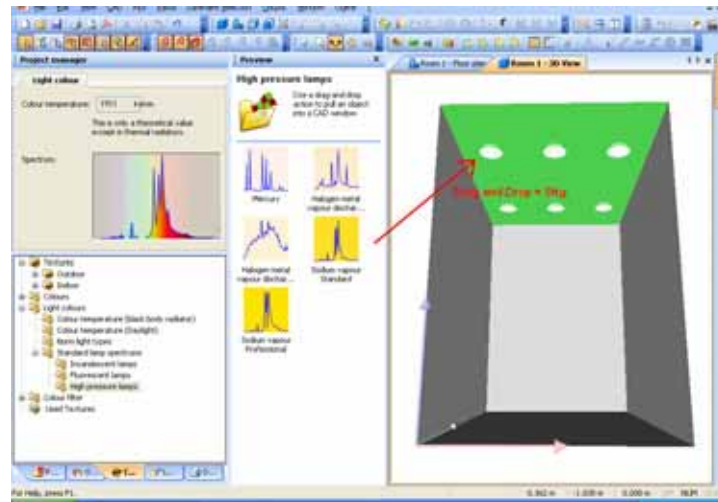 Project manager
Preview
Room 1 - Floor plan
Room 1 - 3D View
Light colour
High pressure lamps
Colour temperature:
Use a drag and drop
action to pull an object
into a CAD window
This is only a theoretical value
except in thermal radiators
Spectrum:
Mercury
Halogen metal
vapour dischar...
Drag and Drop + Strg
Halogen metal
vapour dischar...
Sodium vapour
Standard
Sodium vapour
Professional
Textures
Outdoor
Indoor
Colours
Light colours
Colour temperature (black body radiator)
Colour temperature (Daylight)
Norm light types
Standard lamp spectrums
Incandescent lamps
Fluorescent lamps
High pressure lamps
Colour filter
Used Textures
For Help, press F1.
NUM